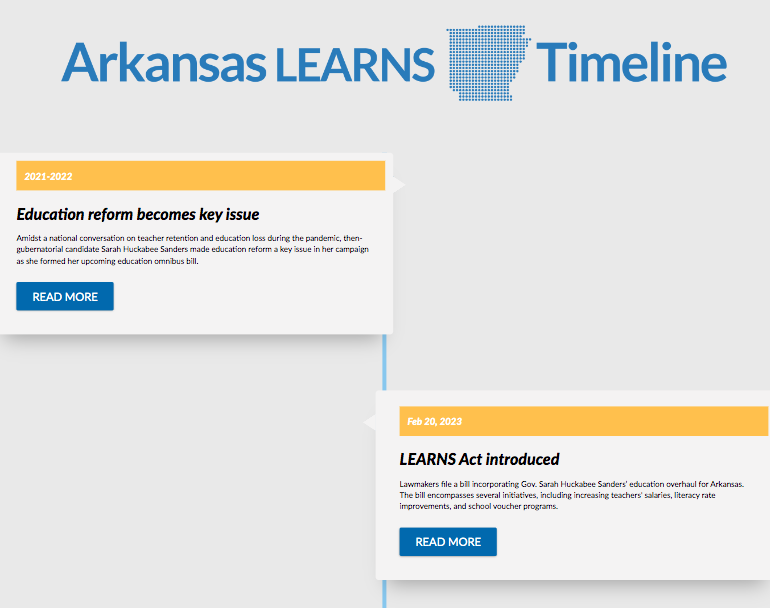 Arkansas LEARNS Timeline
2021-2022
Education reform becomes key issue
Amidst a national conversation on teacher retention and education loss during the pandemic, then-
gubernatorial candidate Sarah Huckabee Sanders made education reform a key issue in her campaign
as she formed her upcoming education omnibus bill.
READ MORE
Feb 20, 2023
LEARNS Act introduced
Lawmakers file a bill incorporating Gov. Sarah Huckabee Sanders' education overhaul for Arkansas.
The bill encompasses several initiatives, including increasing teachers' salaries, literacy rate
improvements, and school voucher programs.
READ MORE